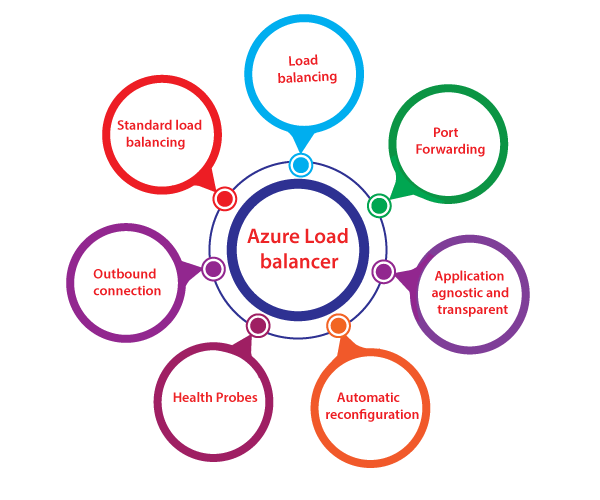 Load
balancing
Port
Forwarding
Application
agnostic and
transparent
Automatic
reconfiguration
Health Probes
Outbound
connection
Standard load
balancing
Azure Load
balancer